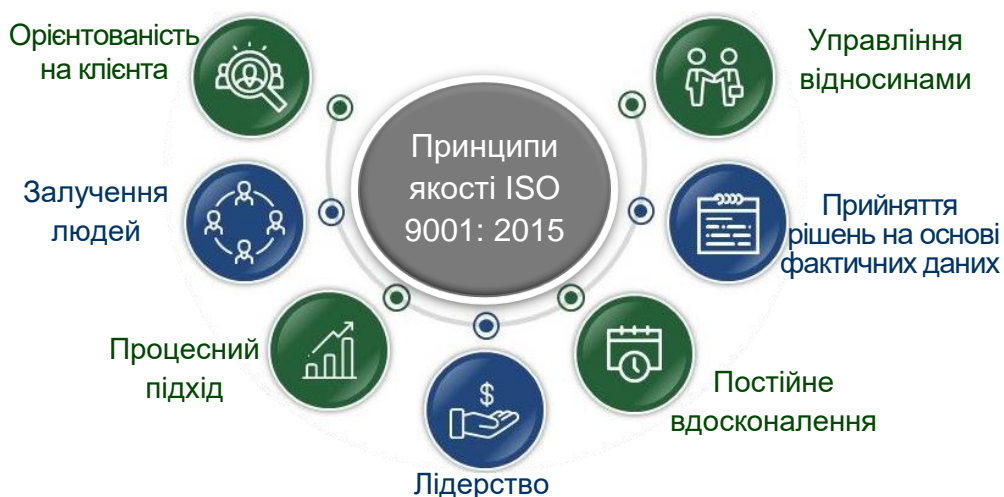 Орієнтованість
на клієнта
Управління
відносинами
Принципи
якості ISO
9001: 2015
Залучення
людей
Прийняття
рішень на основі
фактичних даних
Процесний
підхід
Постійне
вдосконалення
$
Лідерство